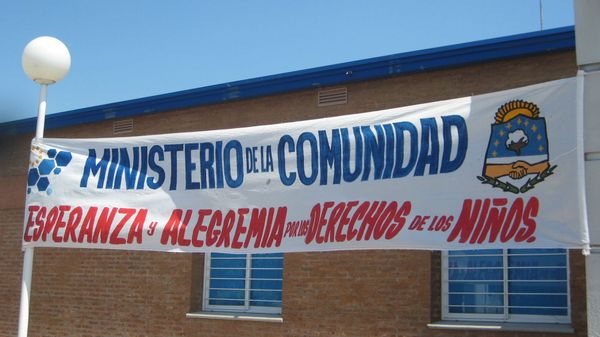 MINISTERIO DE LA COMUNIDAD
ESPERANZA Y ALEGREMIA POR LOS DERECHOS DE LOS NIÑOS.